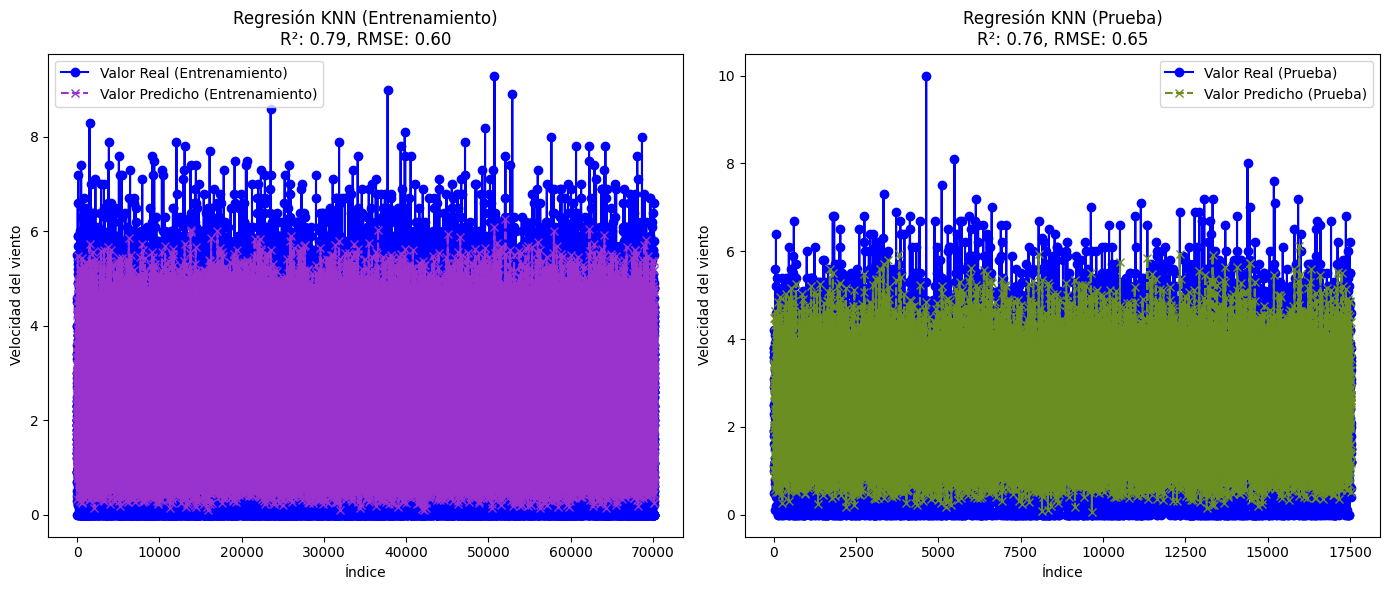 Regresión KNN (Entrenamiento)
R²: 0.79, RMSE: 0.60
Valor Real (Entrenamiento)
Valor Predicho (Entrenamiento)
Velocidad del viento
8
6
4
2
0
0
10000
20000
30000
40000
50000
60000
70000
Índice
Regresión KNN (Prueba)
R²: 0.76, RMSE: 0.65
Valor Real (Prueba)
Valor Predicho (Prueba)
Velocidad del viento
10
8
6
4
2
0
0
2500
5000
7500
10000
12500
15000
17500
Índice